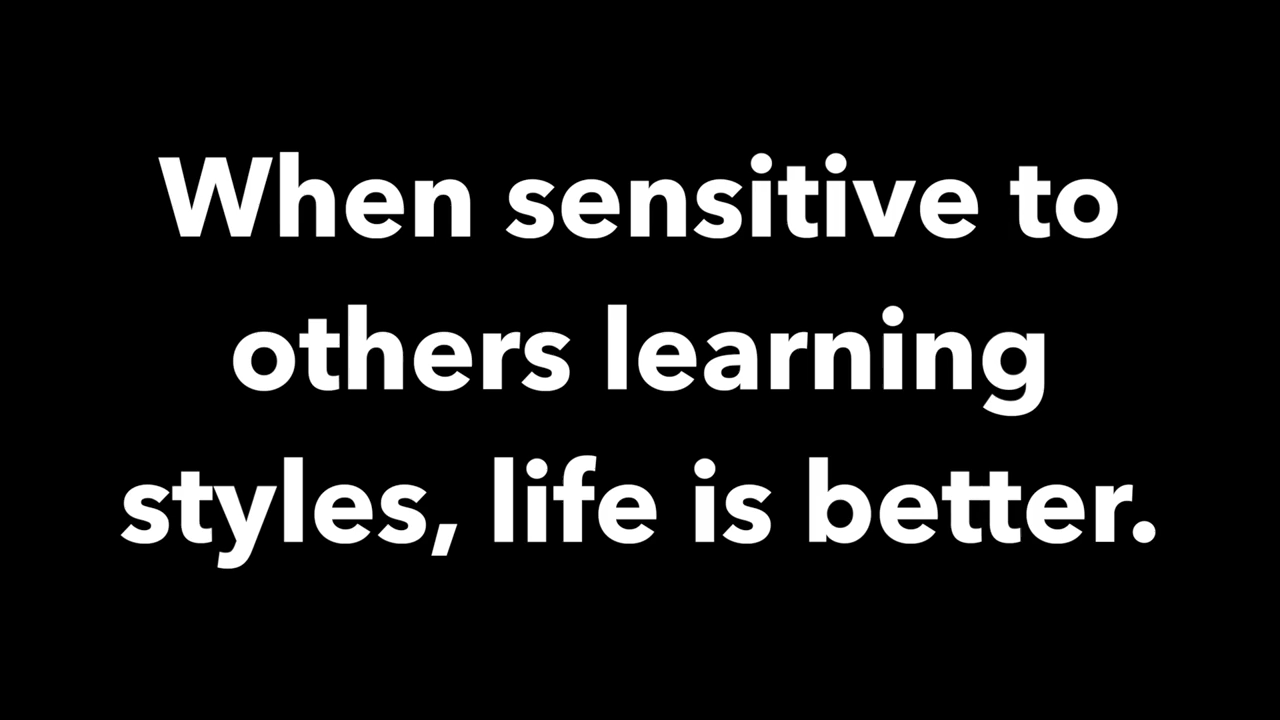 When sensitive to
others learning
styles, life is better.